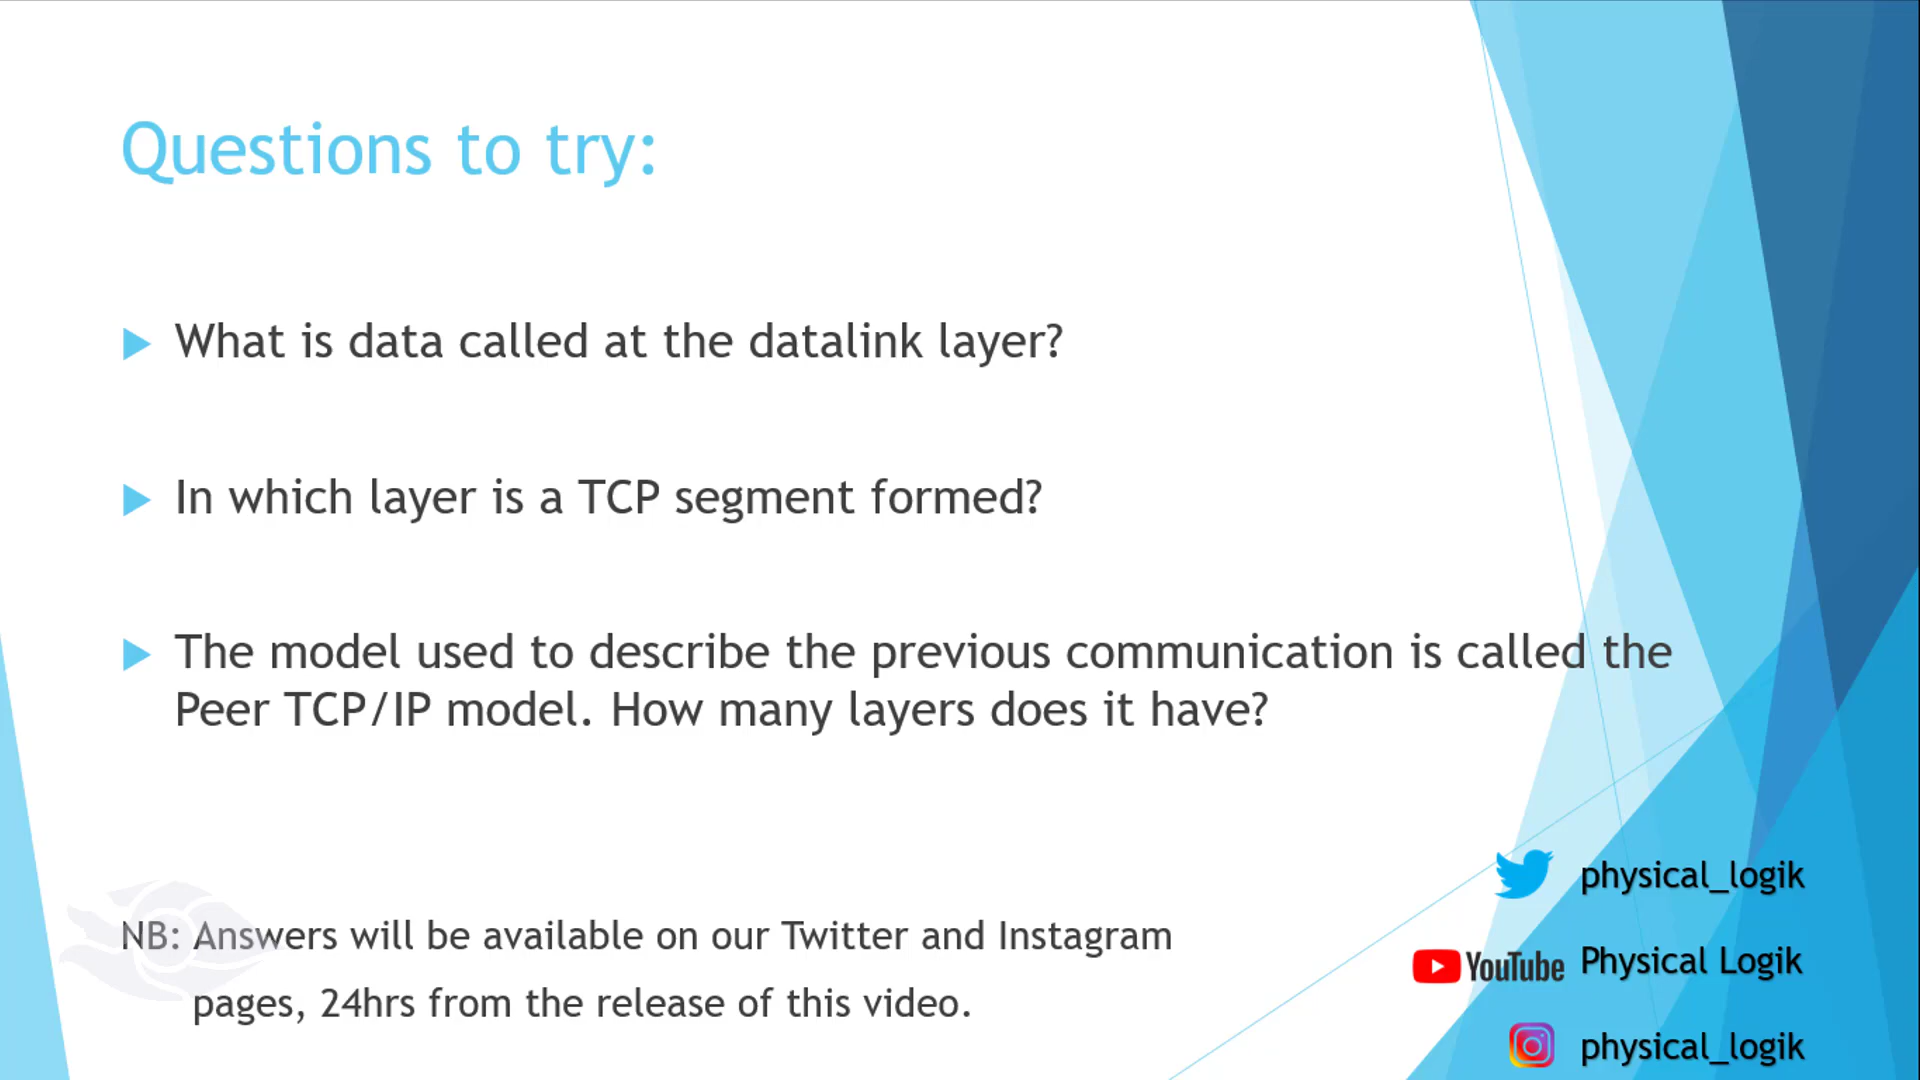 Questions to try:
What is data called at the datalink layer?
In which layer is a TCP segment formed?
The model used to describe the previous communication is called the
Peer TCP/IP model. How many layers does it have?
NB: Answers will be available on our Twitter and Instagram
pages, 24hrs from the release of this video.
physical_logik
YouTube Physical Logik
physical_logik